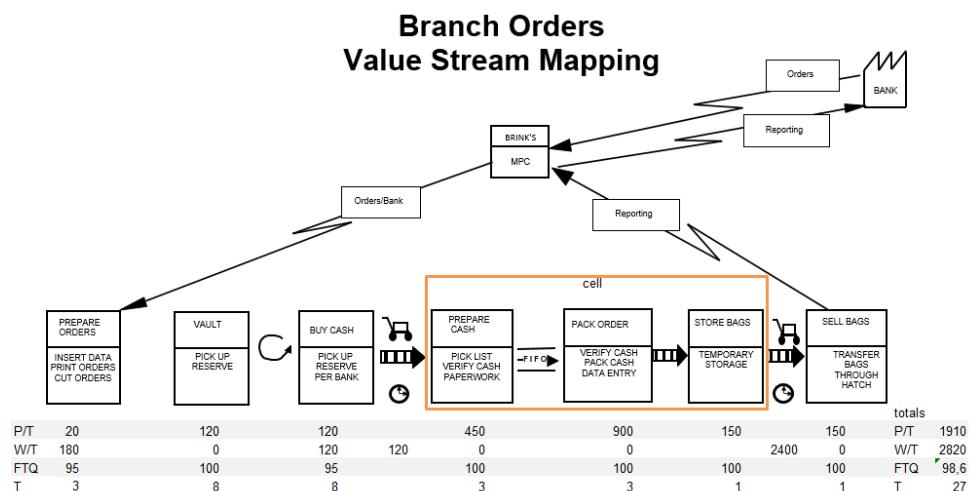 Branch Orders
Value Stream Mapping
Orders
BANK
BRINK'S
MPC
Reporting
Orders/Bank
Reporting
cell
PREPARE
ORDERS
INSERT DATA
PRINT ORDERS
CUT ORDERS
VAULT
PICK UP
RESERVE
BUY CASH
PICK UP
RESERVE
PER BANK
PREPARE
CASH
PICK LIST
VERIFY CASH
PAPERWORK
FIFO
PACK ORDER
VERIFY CASH
PACK CASH
DATA ENTRY
STORE BAGS
TEMPORARY
STORAGE
SELL BAGS
TRANSFER
BAGS
THROUGH
HATCH
totals
P/T 20 120 120 450 900 150 150 P/T 1910
W/T 180 0 120 120 0 0 2400 0 W/T 2820
FTQ 95 100 95 100 100 100 100 FTQ 98,6
T 3 8 8 3 3 1 1 T 27